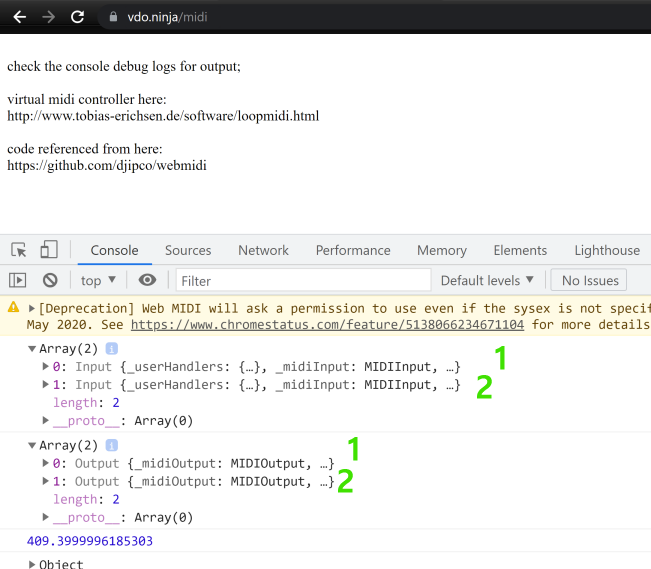 vdo.ninja/midi
check the console debug logs for output;
virtual midi controller here:
http://www.tobias-erichsen.de/software/loopmidi.html
code referenced from here:
https://github.com/djipco/webmidi
Console Sources Network Performance Memory Elements Lighthouse
top ▼ Filter Default levels ▼ No Issues
▶[Deprecation] Web MIDI will ask a permission to use even if the sysex is not specif
May 2020. See https://www.chromestatus.com/feature/5138066234671104 for more details
▼Array(2) i
▶0: Input {_userHandlers: {…}, _midiInput: MIDIInput, …} 1
▶1: Input {_userHandlers: {…}, _midiInput: MIDIInput, …} 2
length: 2
▶__proto__: Array(0)
▼Array(2) i
▶0: Output {_midiOutput: MIDIOutput, …} 1
▶1: Output {_midiOutput: MIDIOutput, …} 2
length: 2
▶__proto__: Array(0)
409.3999996185303
▶Object